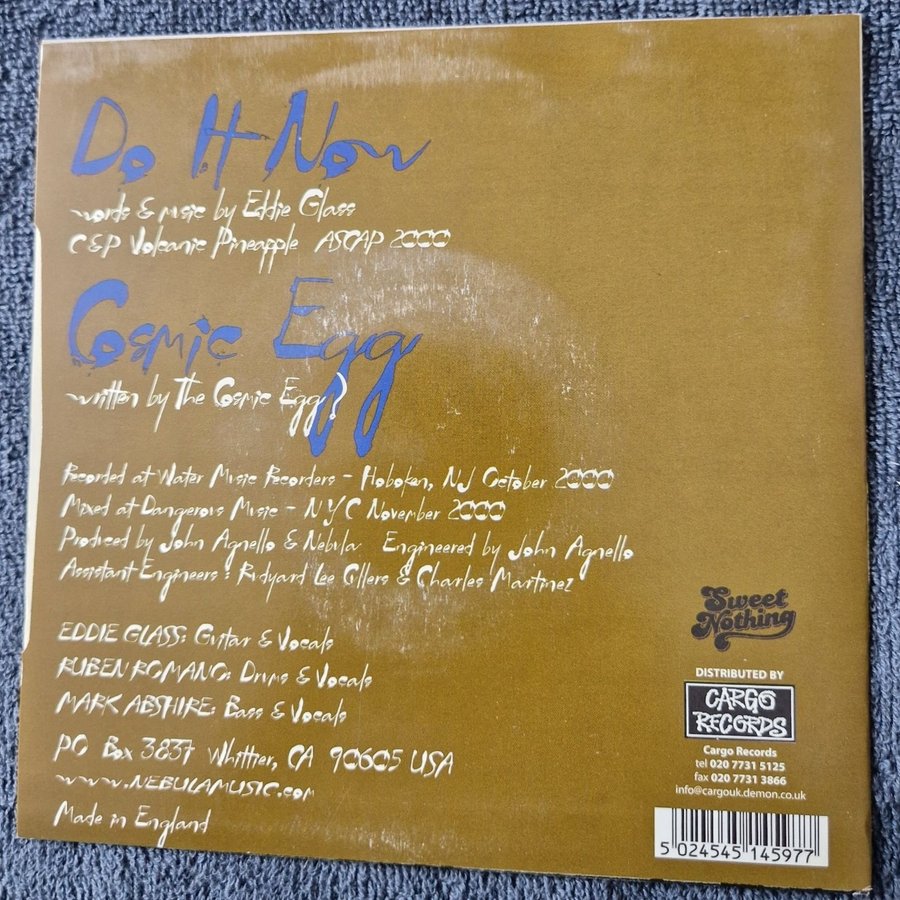 Do It Now
words & music by Eddie Glass
C & P Volcanic Pineapple ASCAP 2000
Cosmic Egg
written by The Cosmic Egg?
Recorded at Water Music Recorders - Hoboken, NJ October 2000
Mixed at Dangerous Music - NYC November 2000
Produced by John Agnello & Nebula Engineered by John Agnello
Assistant Engineers: Rudyard Lee Cullers & Charles Martinez
EDDIE GLASS: Guitar & Vocals
RUBEN ROMANO: Drums & Vocals
MARK ABSHIRE: Bass & Vocals
PO Box 3837 Whittier, CA 90605 USA
www.NEBULAMUSIC.com
Made in England
Sweet
Nothing
DISTRIBUTED BY
CARGO
RECORDS
Cargo Records
tel 020 7731 5125
fax 020 7731 3866
info@cargouk.demon.co.uk
5 024545 145977